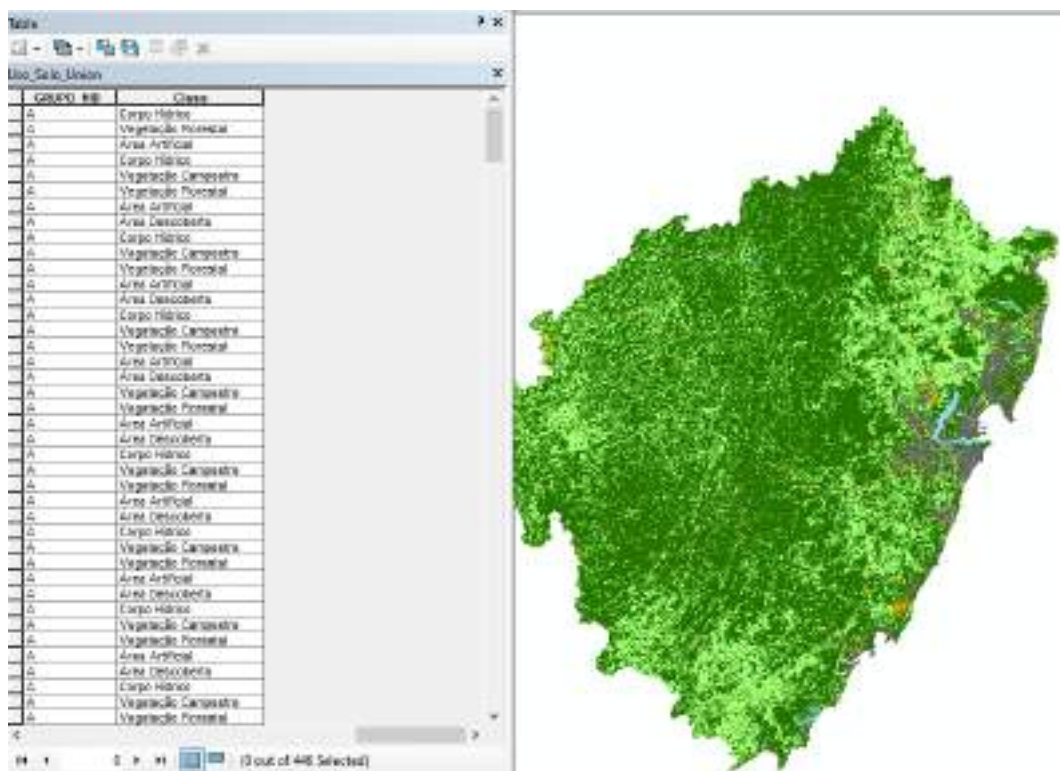 Table
Uso_Solo_Union
GRUPO_HID Classe
A Corpo Hídrico
A Vegetação Florestal
A Área Artificial
A Corpo Hídrico
A Vegetação Campestre
A Vegetação Florestal
A Área Artificial
A Área Descoberta
A Corpo Hídrico
A Vegetação Campestre
A Vegetação Florestal
A Área Artificial
A Área Descoberta
A Corpo Hídrico
A Vegetação Campestre
A Vegetação Florestal
A Área Artificial
A Área Descoberta
A Vegetação Campestre
A Vegetação Florestal
A Área Artificial
A Área Descoberta
A Corpo Hídrico
A Vegetação Campestre
A Vegetação Florestal
A Área Artificial
A Área Descoberta
A Corpo Hídrico
A Vegetação Campestre
A Vegetação Florestal
A Área Artificial
A Área Descoberta
A Corpo Hídrico
A Vegetação Campestre
A Vegetação Florestal
A Área Artificial
A Área Descoberta
A Corpo Hídrico
A Vegetação Campestre
A Vegetação Florestal
0 (0 out of 446 Selected)